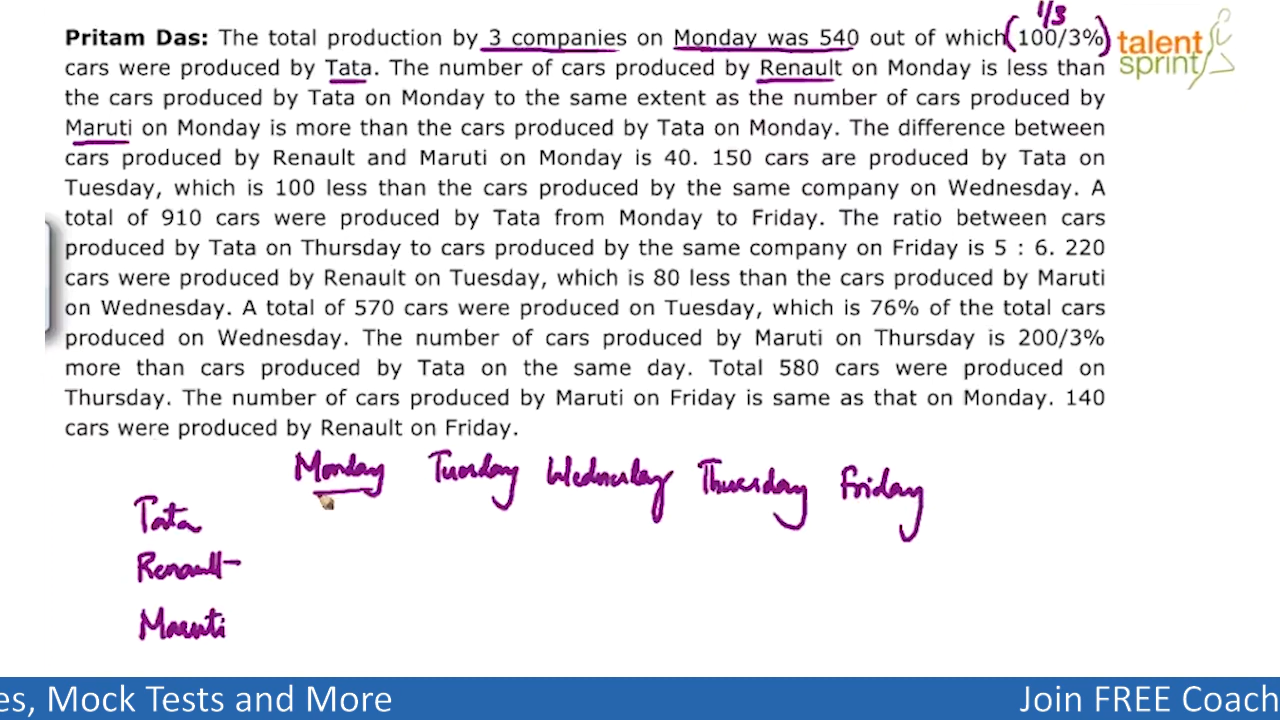 1/3
Pritam Das: The total production by 3 companies on Monday was 540 out of which (100/3%)
cars were produced by Tata. The number of cars produced by Renault on Monday is less than
the cars produced by Tata on Monday to the same extent as the number of cars produced by
Maruti on Monday is more than the cars produced by Tata on Monday. The difference between
cars produced by Renault and Maruti on Monday is 40. 150 cars are produced by Tata on
Tuesday, which is 100 less than the cars produced by the same company on Wednesday. A
total of 910 cars were produced by Tata from Monday to Friday. The ratio between cars
produced by Tata on Thursday to cars produced by the same company on Friday is 5 : 6. 220
cars were produced by Renault on Tuesday, which is 80 less than the cars produced by Maruti
on Wednesday. A total of 570 cars were produced on Tuesday, which is 76% of the total cars
produced on Wednesday. The number of cars produced by Maruti on Thursday is 200/3%
more than cars produced by Tata on the same day. Total 580 cars were produced on
Thursday. The number of cars produced by Maruti on Friday is same as that on Monday. 140
cars were produced by Renault on Friday.
talent
sprint
Monday Tuesday Wednesday Thursday Friday
Tata
Renault
Maruti
es, Mock Tests and More Join FREE Coach